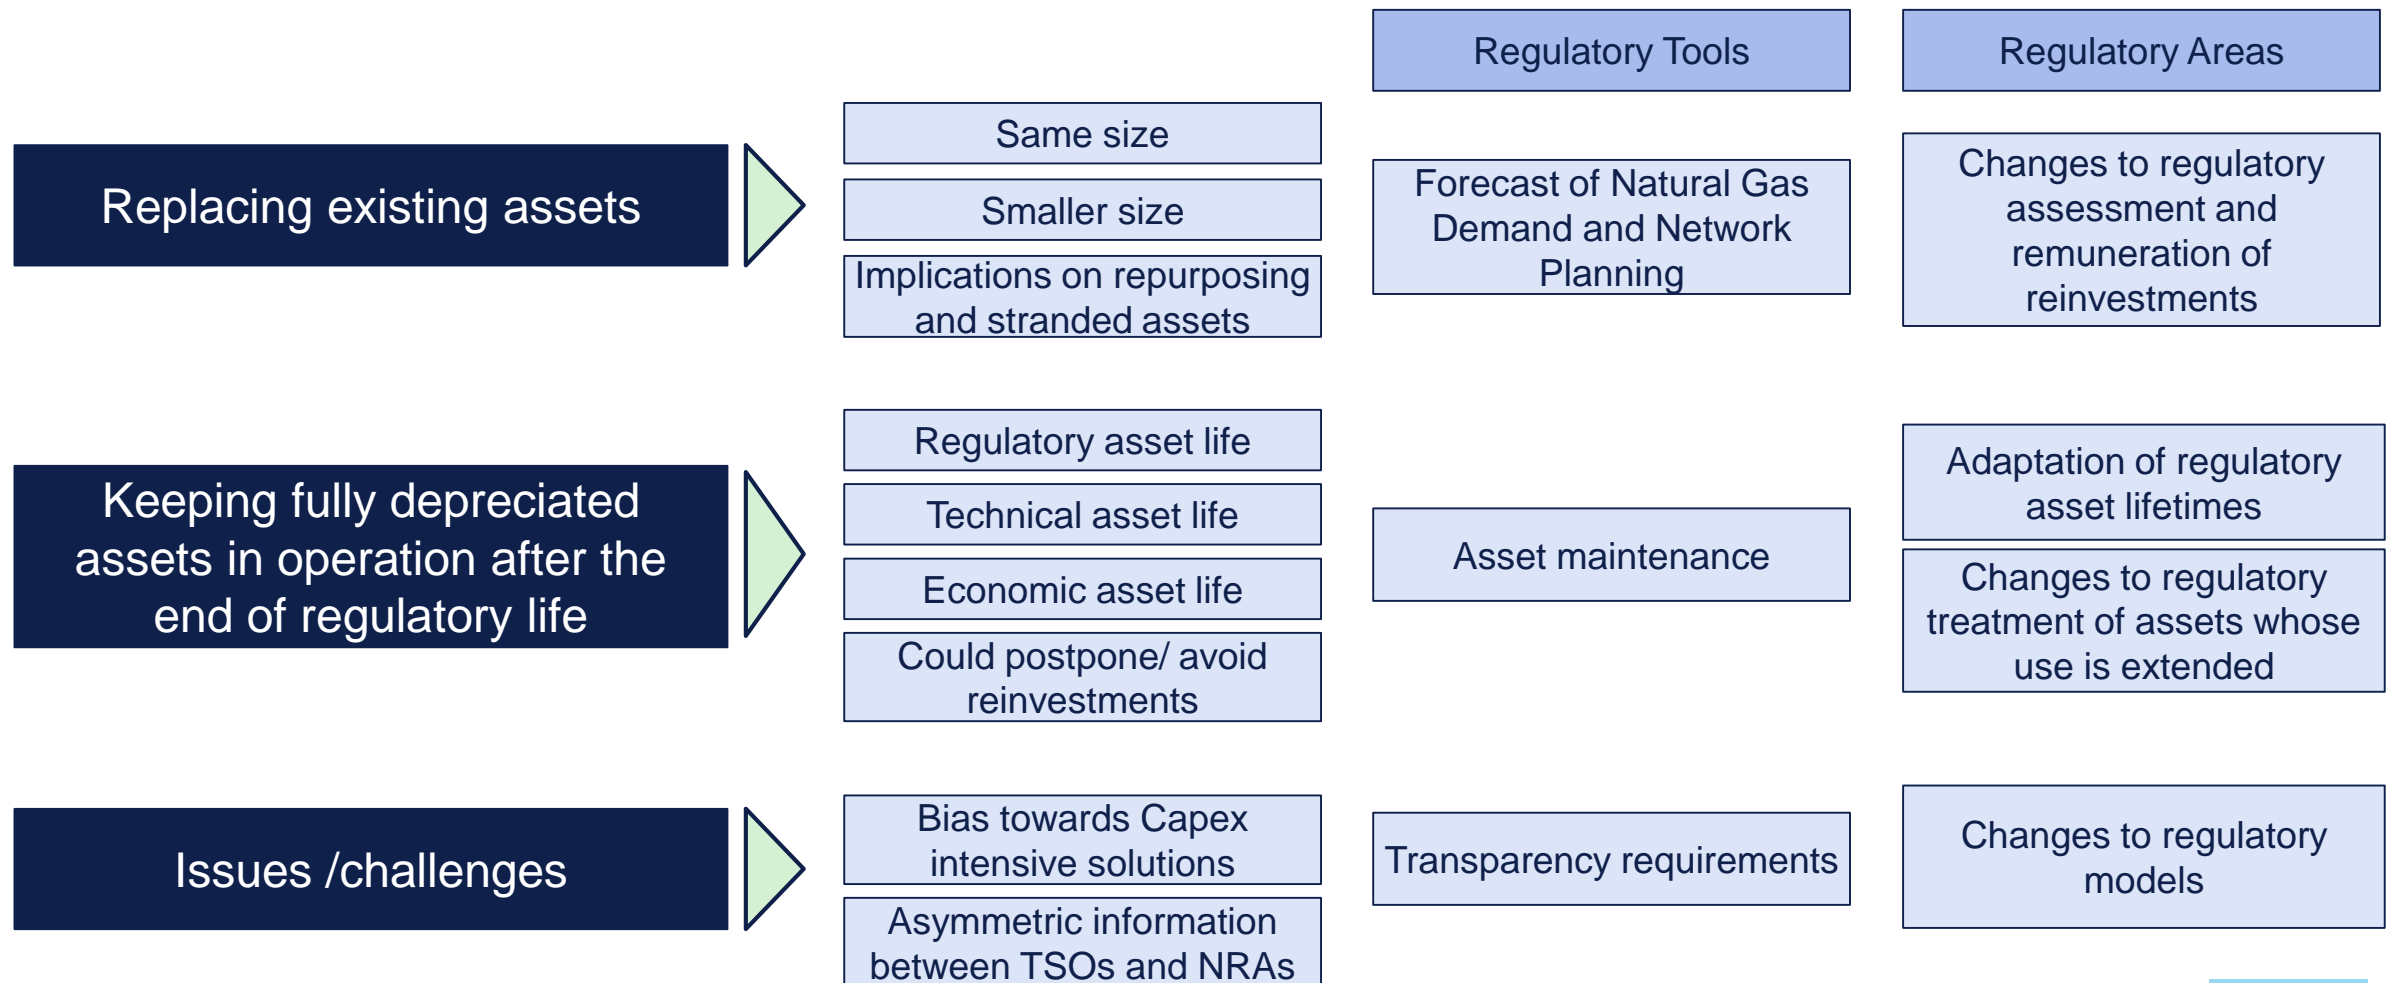 Regulatory Tools
Regulatory Areas
Replacing existing assets
Same size
Smaller size
Implications on repurposing
and stranded assets
Forecast of Natural Gas
Demand and Network
Planning
Changes to regulatory
assessment and
remuneration of
reinvestments
Keeping fully depreciated
assets in operation after the
end of regulatory life
Regulatory asset life
Technical asset life
Economic asset life
Could postpone/ avoid
reinvestments
Asset maintenance
Adaptation of regulatory
asset lifetimes
Changes to regulatory
treatment of assets whose
use is extended
Issues /challenges
Bias towards Capex
intensive solutions
Asymmetric information
between TSOs and NRAs
Transparency requirements
Changes to regulatory
models